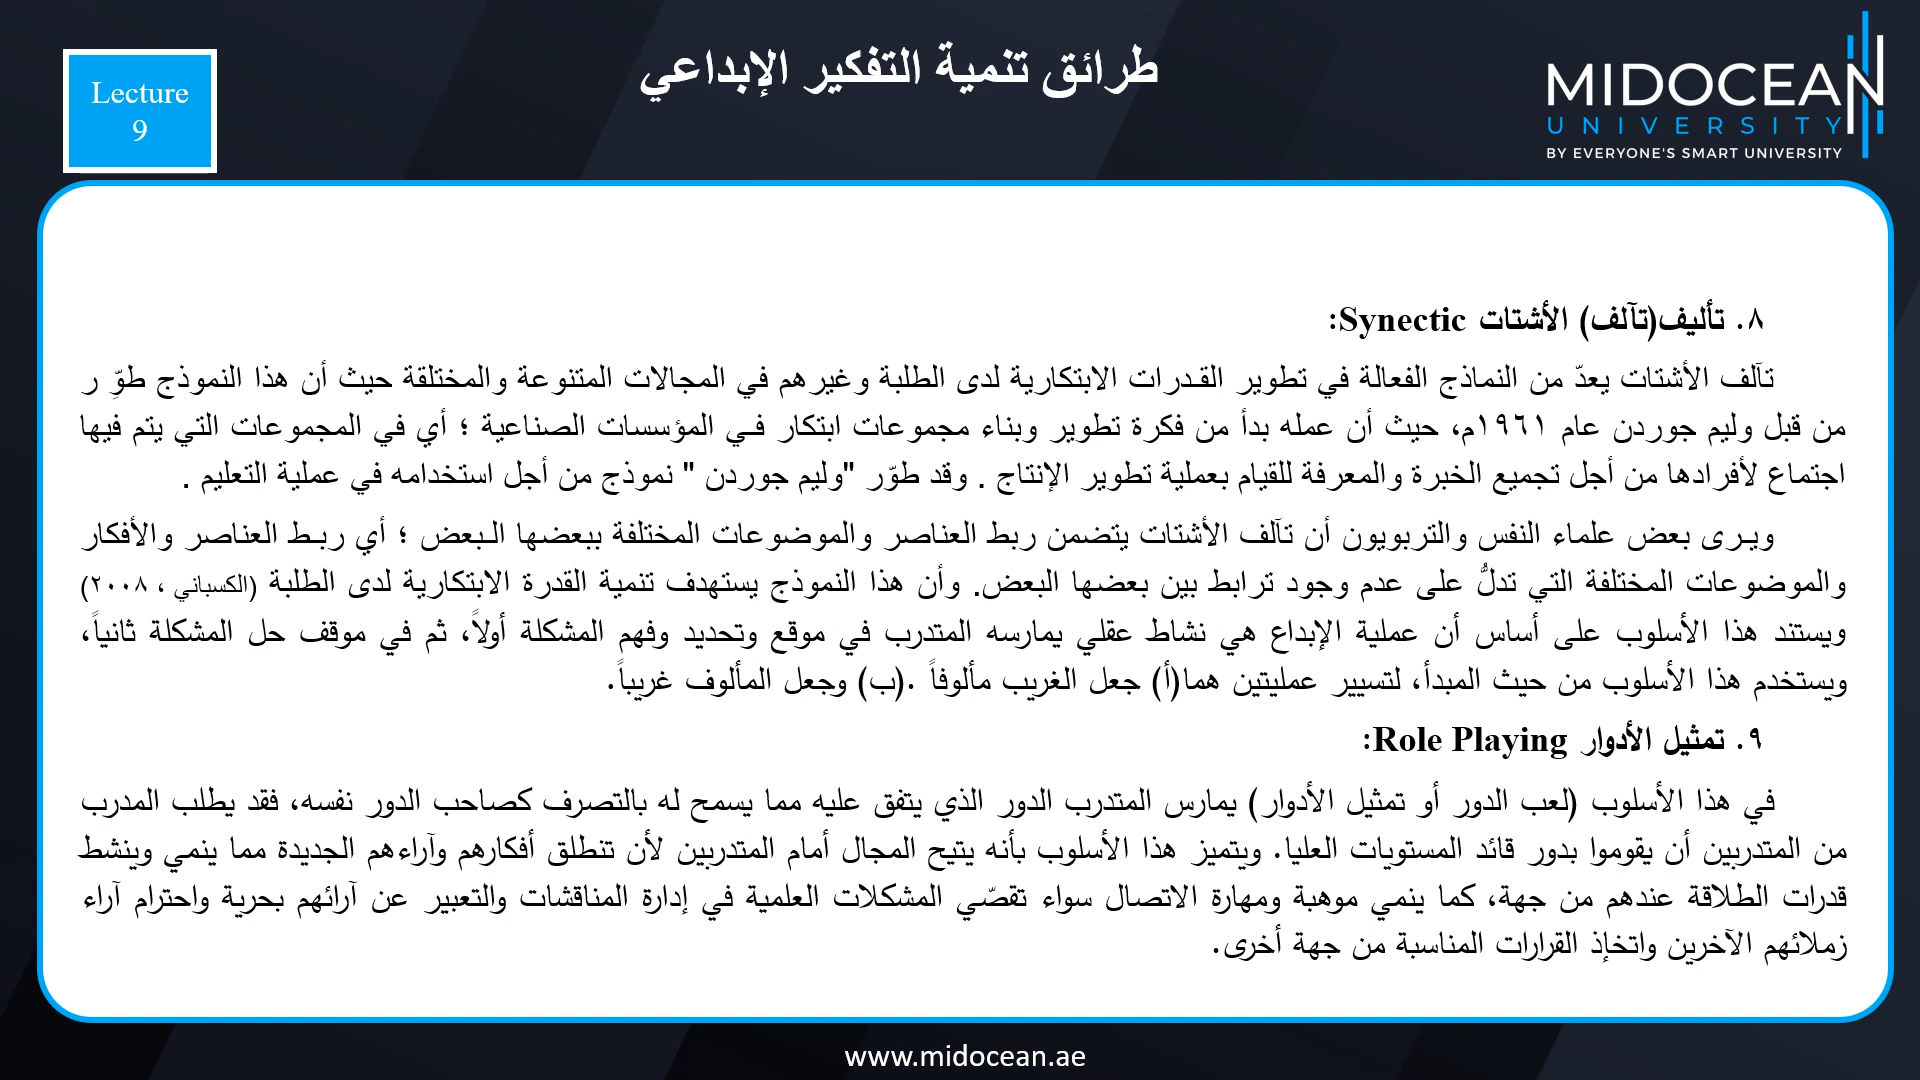 Lecture
9
طرائق تنمية التفكير الإبداعي
MIDOCEAN
UNIVERSITY
BY EVERYONE'S SMART UNIVERSITY
٨. تأليف(تآلف) الأشتات Synectic:
تآلف الأشتات يعدّ من النماذج الفعالة في تطوير القـدرات الابتكارية لدى الطلبة وغيرهم في المجالات المتنوعة والمختلقة حيث أن هذا النموذج طوِّ ر
من قبل وليم جوردن عام ١٩٦١م، حيث أن عمله بدأ من فكرة تطوير وبناء مجموعات ابتكار فـي المؤسسات الصناعية ؛ أي في المجموعات التي يتم فيها
اجتماع لأفرادها من أجل تجميع الخبرة والمعرفة للقيام بعملية تطوير الإنتاج . وقد طوّر "وليم جوردن " نموذج من أجل استخدامه في عملية التعليم .
ويـرى بعض علماء النفس والتربويون أن تآلف الأشتات يتضمن ربط العناصر والموضوعات المختلفة ببعضها الـبعض ؛ أي ربـط العناصر والأفكار
والموضوعات المختلفة التي تدلُّ على عدم وجود ترابط بين بعضها البعض. وأن هذا النموذج يستهدف تنمية القدرة الابتكارية لدى الطلبة (الكسباني ، ٢٠٠٨)
ويستند هذا الأسلوب على أساس أن عملية الإبداع هي نشاط عقلي يمارسه المتدرب في موقع وتحديد وفهم المشكلة أولاً، ثم في موقف حل المشكلة ثانياً،
ويستخدم هذا الأسلوب من حيث المبدأ، لتسيير عمليتين هما(أ) جعل الغريب مألوفاً .(ب) وجعل المألوف غريباً.
٩. تمثيل الأدوار Role Playing:
في هذا الأسلوب (لعب الدور أو تمثيل الأدوار) يمارس المتدرب الدور الذي يتفق عليه مما يسمح له بالتصرف كصاحب الدور نفسه، فقد يطلب المدرب
من المتدربين أن يقوموا بدور قائد المستويات العليا. ويتميز هذا الأسلوب بأنه يتيح المجال أمام المتدربين لأن تنطلق أفكارهم وآراءهم الجديدة مما ينمي وينشط
قدرات الطلاقة عندهم من جهة، كما ينمي موهبة ومهارة الاتصال سواء تقصّي المشكلات العلمية في إدارة المناقشات والتعبير عن آرائهم بحرية واحترام آراء
زملائهم الآخرين واتخإذ القرارات المناسبة من جهة أخرى.
www.midocean.ae